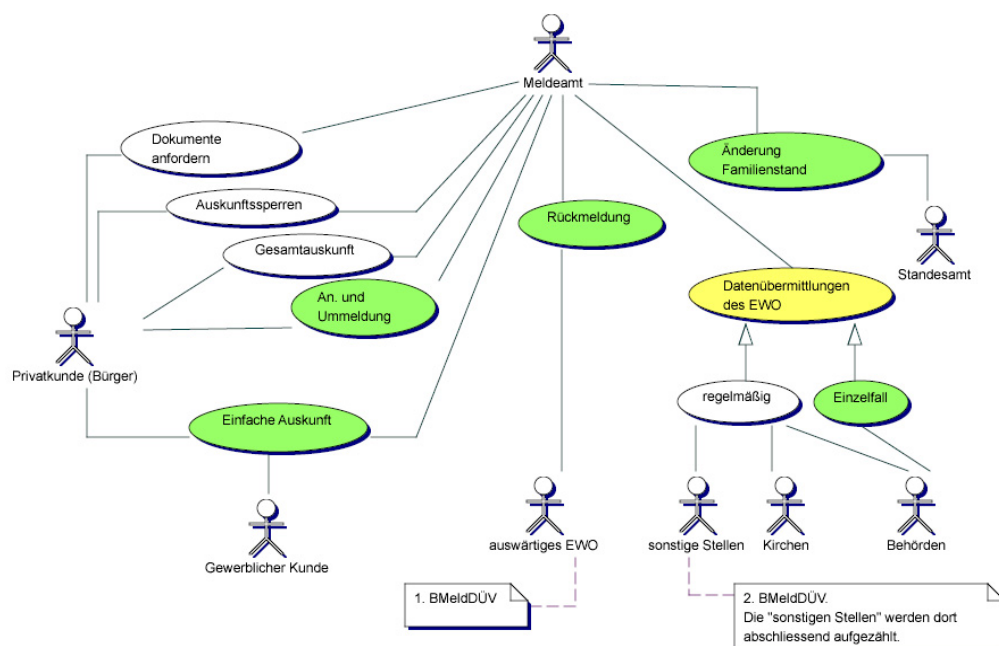 Meldeamt
Dokumente
anfordern
Änderung
Familienstand
Auskunftssperren
Rückmeldung
Gesamtauskunft
Standesamt
An. und
Ummeldung
Datenübermittlungen
des EWO
Privatkunde (Bürger)
regelmäßig
Einzelfall
Einfache Auskunft
auswärtiges EWO
sonstige Stellen
Kirchen
Behörden
Gewerblicher Kunde
1. BMeldDÜV
2. BMeldDÜV.
Die "sonstigen Stellen" werden dort
abschliessend aufgezählt.